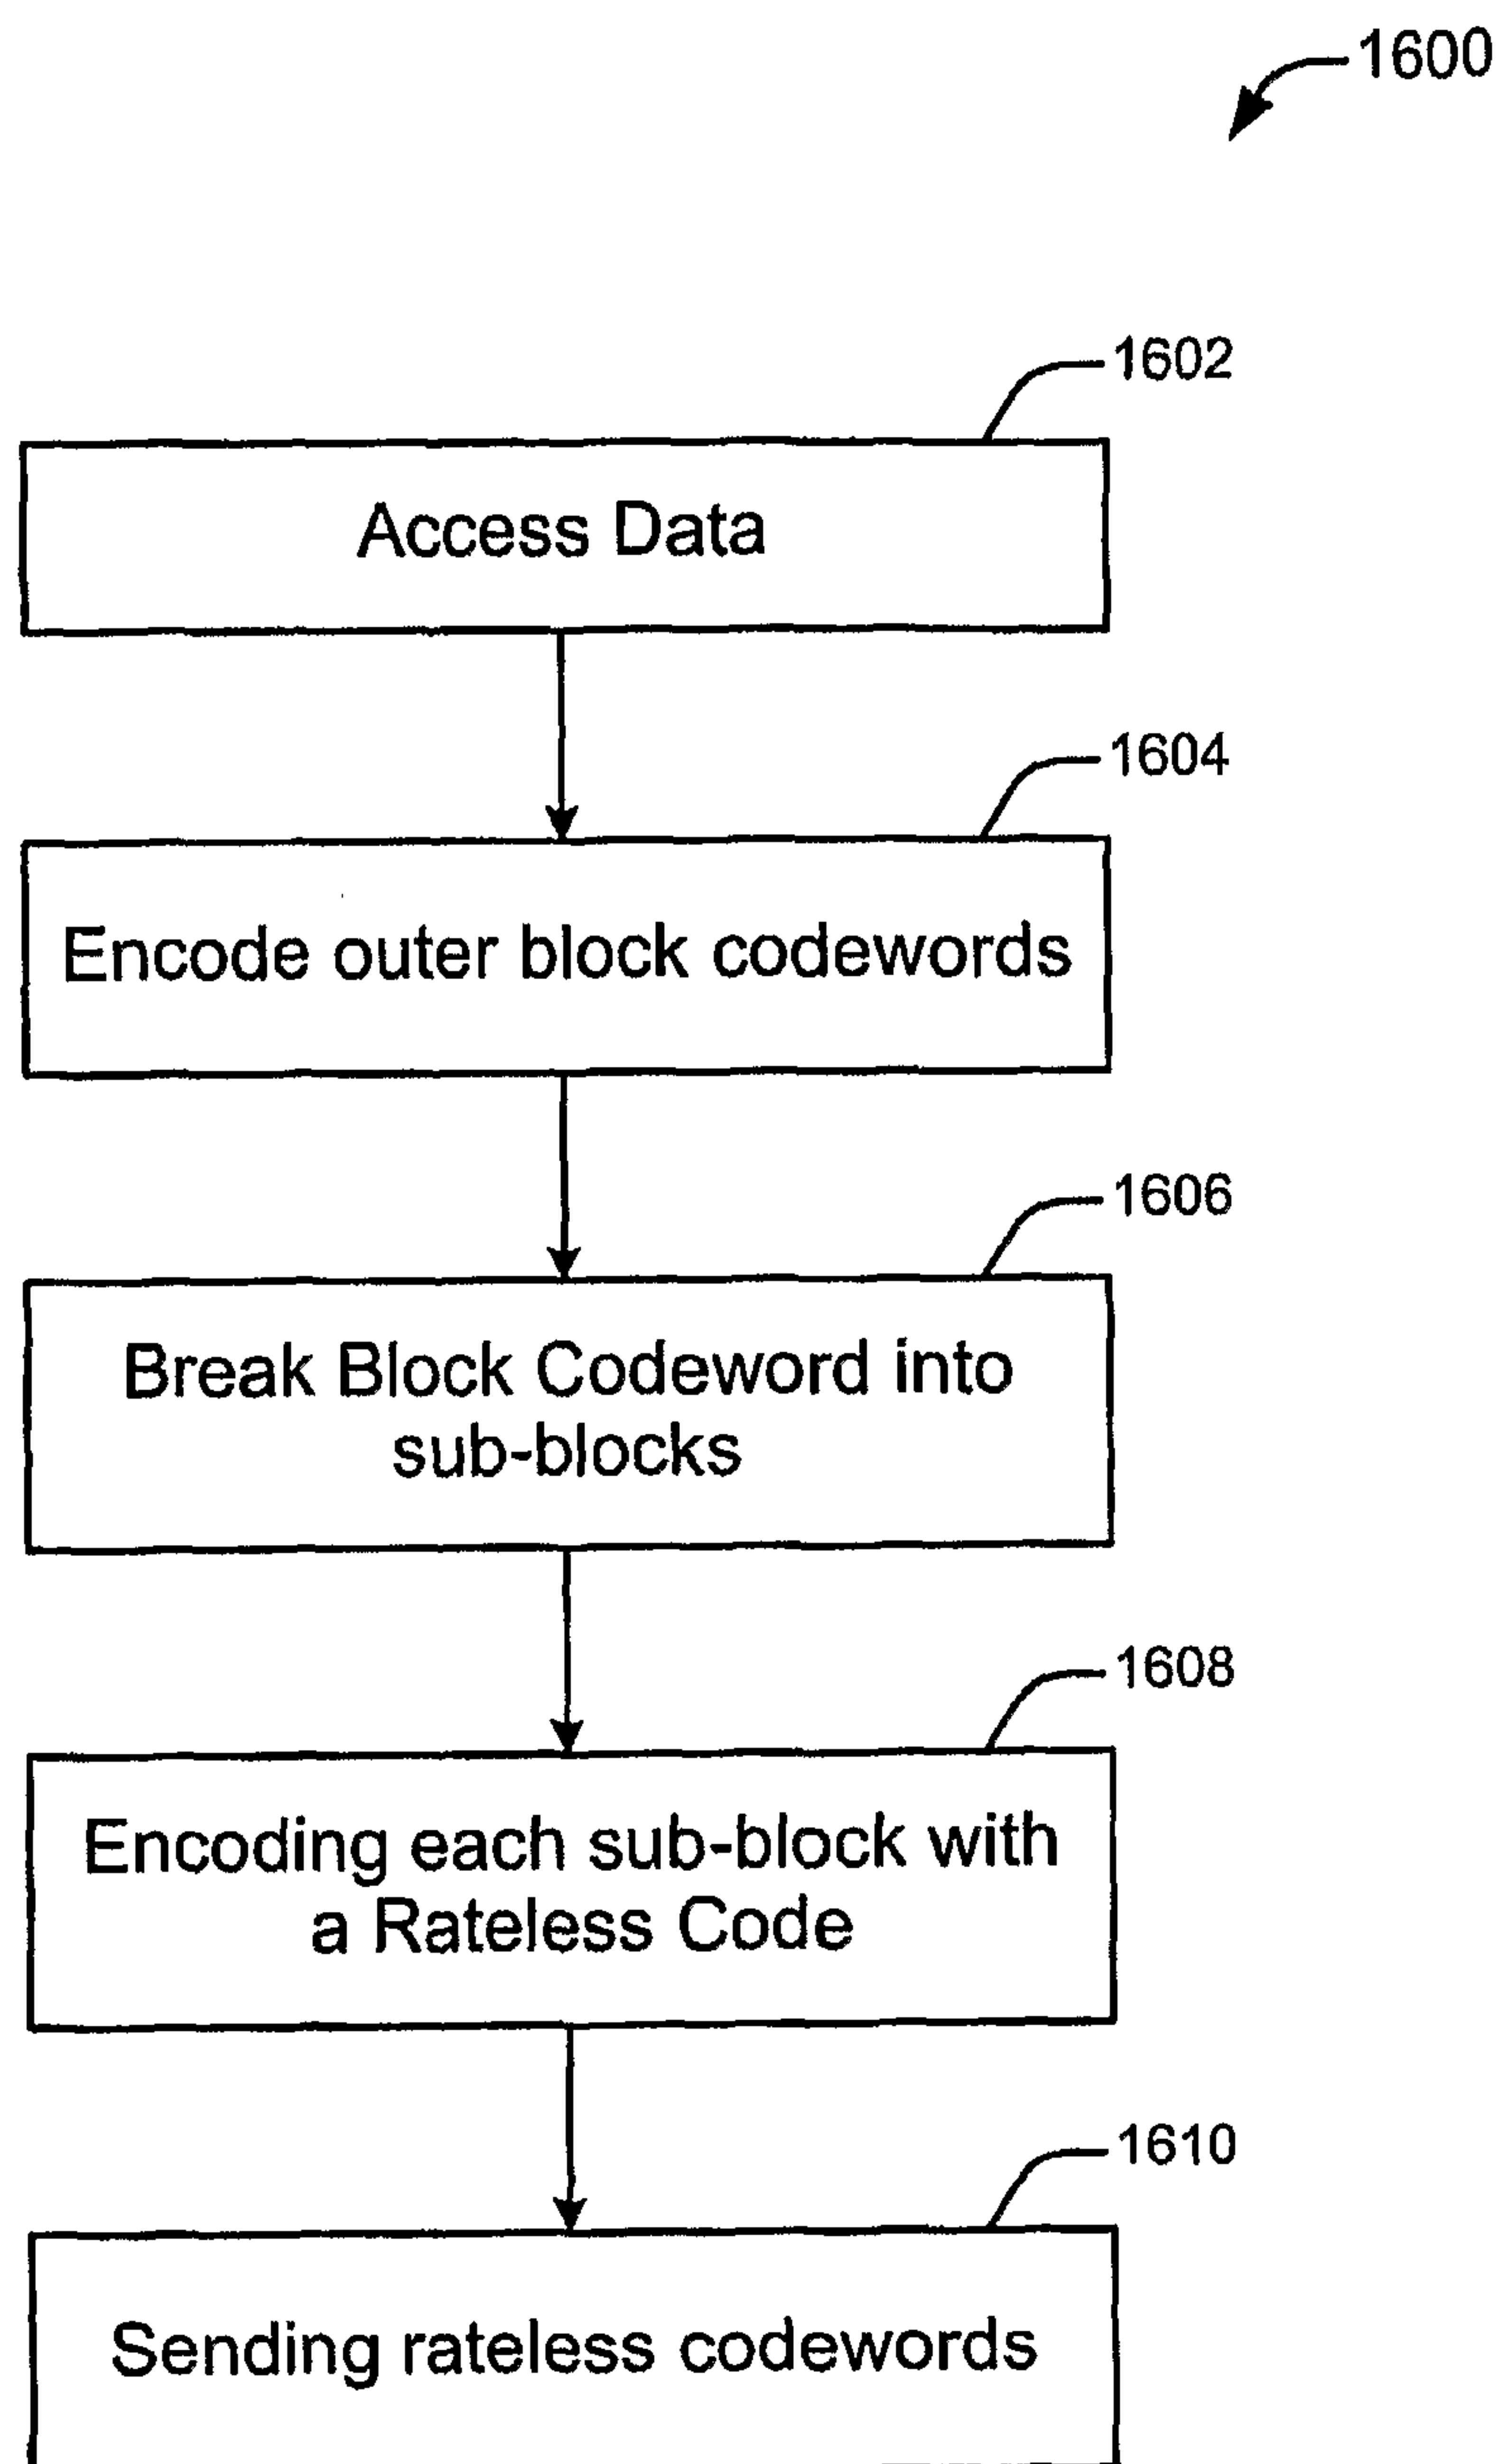 1600
1602
Access Data
1604
Encode outer block codewords
1606
Break Block Codeword into
sub-blocks
1608
Encoding each sub-block with
a Rateless Code
1610
Sending rateless codewords